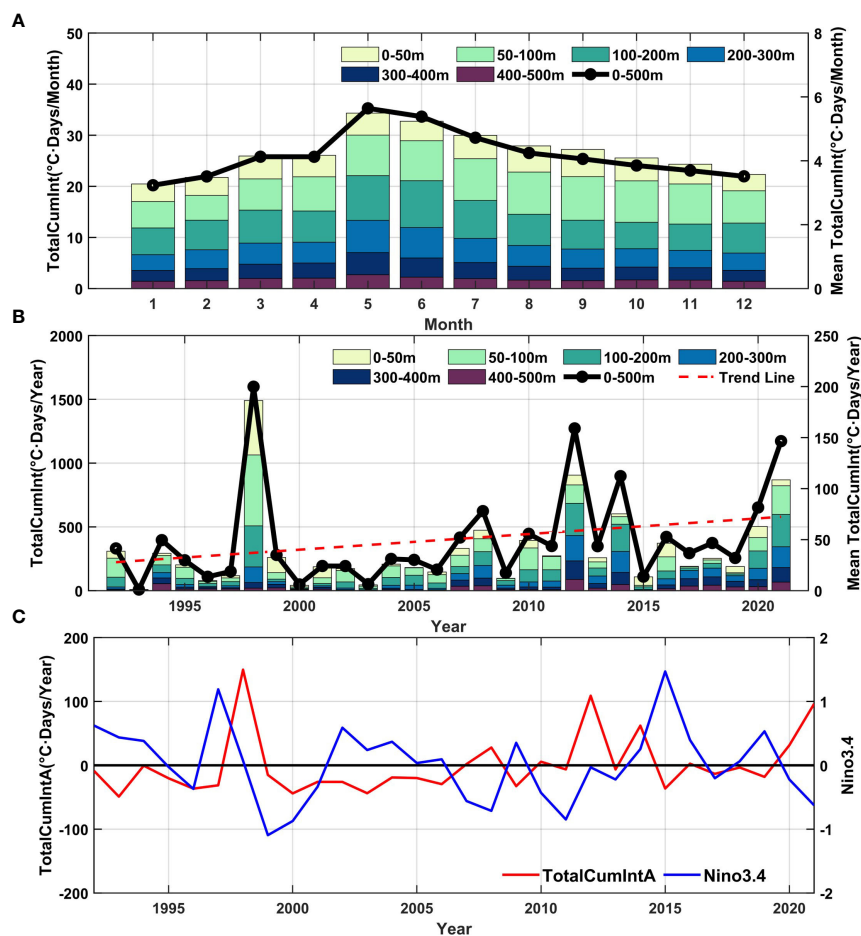 A
TotalCumInt(°C·Days/Month)
50
40
30
20
10
0
0-50m 50-100m 100-200m 200-300m
300-400m 400-500m 0-500m
8
6
4
2
0
Mean TotalCumInt(°C·Days/Month)
1 2 3 4 5 6 7 8 9 10 11 12
Month
B
TotalCumInt(°C·Days/Year)
2000
1500
1000
500
0
0-50m 50-100m 100-200m 200-300m
300-400m 400-500m 0-500m Trend Line
250
200
150
100
50
0
Mean TotalCumInt(°C·Days/Year)
1995 2000 2005 2010 2015 2020
Year
C
TotalCumIntA(°C·Days/Year)
200
100
0
-100
-200
2
1
0
-1
-2
Nino3.4
TotalCumIntA Nino3.4
1995 2000 2005 2010 2015 2020
Year